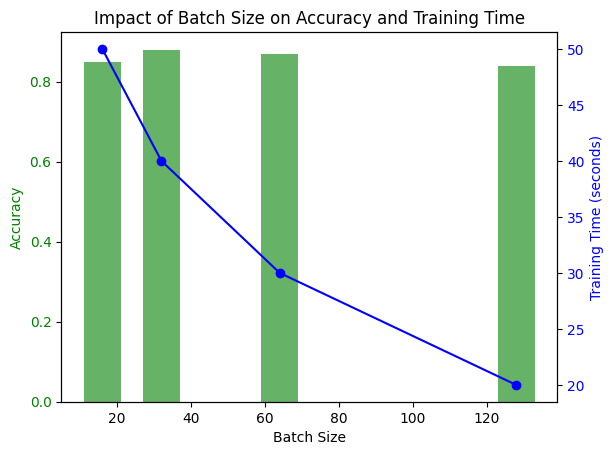 Impact of Batch Size on Accuracy and Training Time
Accuracy
0.8
0.6
0.4
0.2
0.0
20 40 60 80 100 120
Batch Size
50
45
40
35
30
25
20
Training Time (seconds)